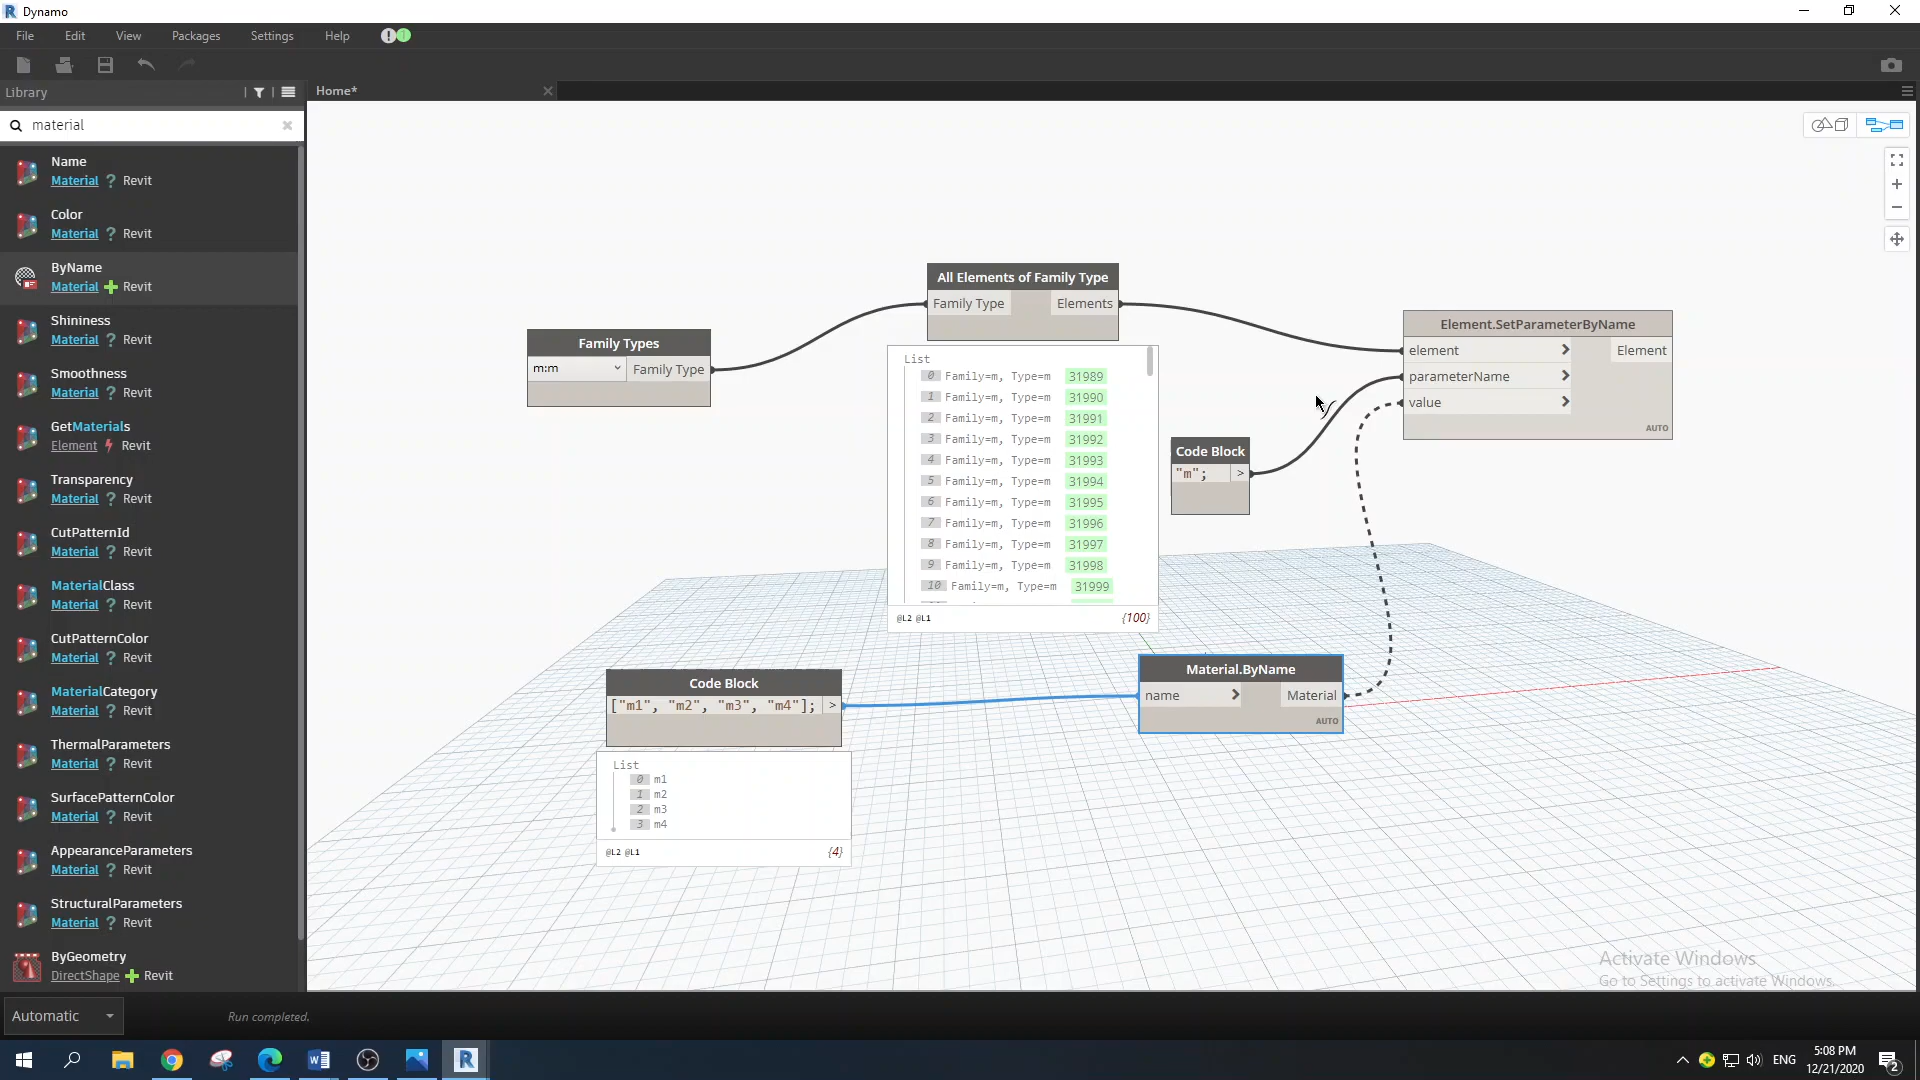 Dynamo
File Edit View Packages Settings Help
Library
Home*
material
Name
Material ? Revit
Color
Material ? Revit
ByName
Material Revit
Shininess
Material ? Revit
Smoothness
Material ? Revit
GetMaterials
Element Revit
Transparency
Material ? Revit
CutPatternId
Material ? Revit
MaterialClass
Material ? Revit
CutPatternColor
Material ? Revit
MaterialCategory
Material ? Revit
ThermalParameters
Material ? Revit
SurfacePatternColor
Material ? Revit
AppearanceParameters
Material ? Revit
StructuralParameters
Material ? Revit
ByGeometry
DirectShape Revit
Family Types
m:m Family Type
All Elements of Family Type
Family Type Elements
List
0 Family=m, Type=m 31989
1 Family=m, Type=m 31990
2 Family=m, Type=m 31991
3 Family=m, Type=m 31992
4 Family=m, Type=m 31993
5 Family=m, Type=m 31994
6 Family=m, Type=m 31995
7 Family=m, Type=m 31996
8 Family=m, Type=m 31997
9 Family=m, Type=m 31998
10 Family=m, Type=m 31999
@L2 @L1 {100}
Code Block
"m"; >
Element.SetParameterByName
element > Element
parameterName >
value >
AUTO
Code Block
["m1", "m2", "m3", "m4"]; >
List
0 m1
1 m2
2 m3
3 m4
@L2 @L1 {4}
Material.ByName
name > Material
AUTO
Activate Windows
Go to Settings to activate Windows.
Automatic
Run completed.
ENG
5:08 PM
12/21/2020
2